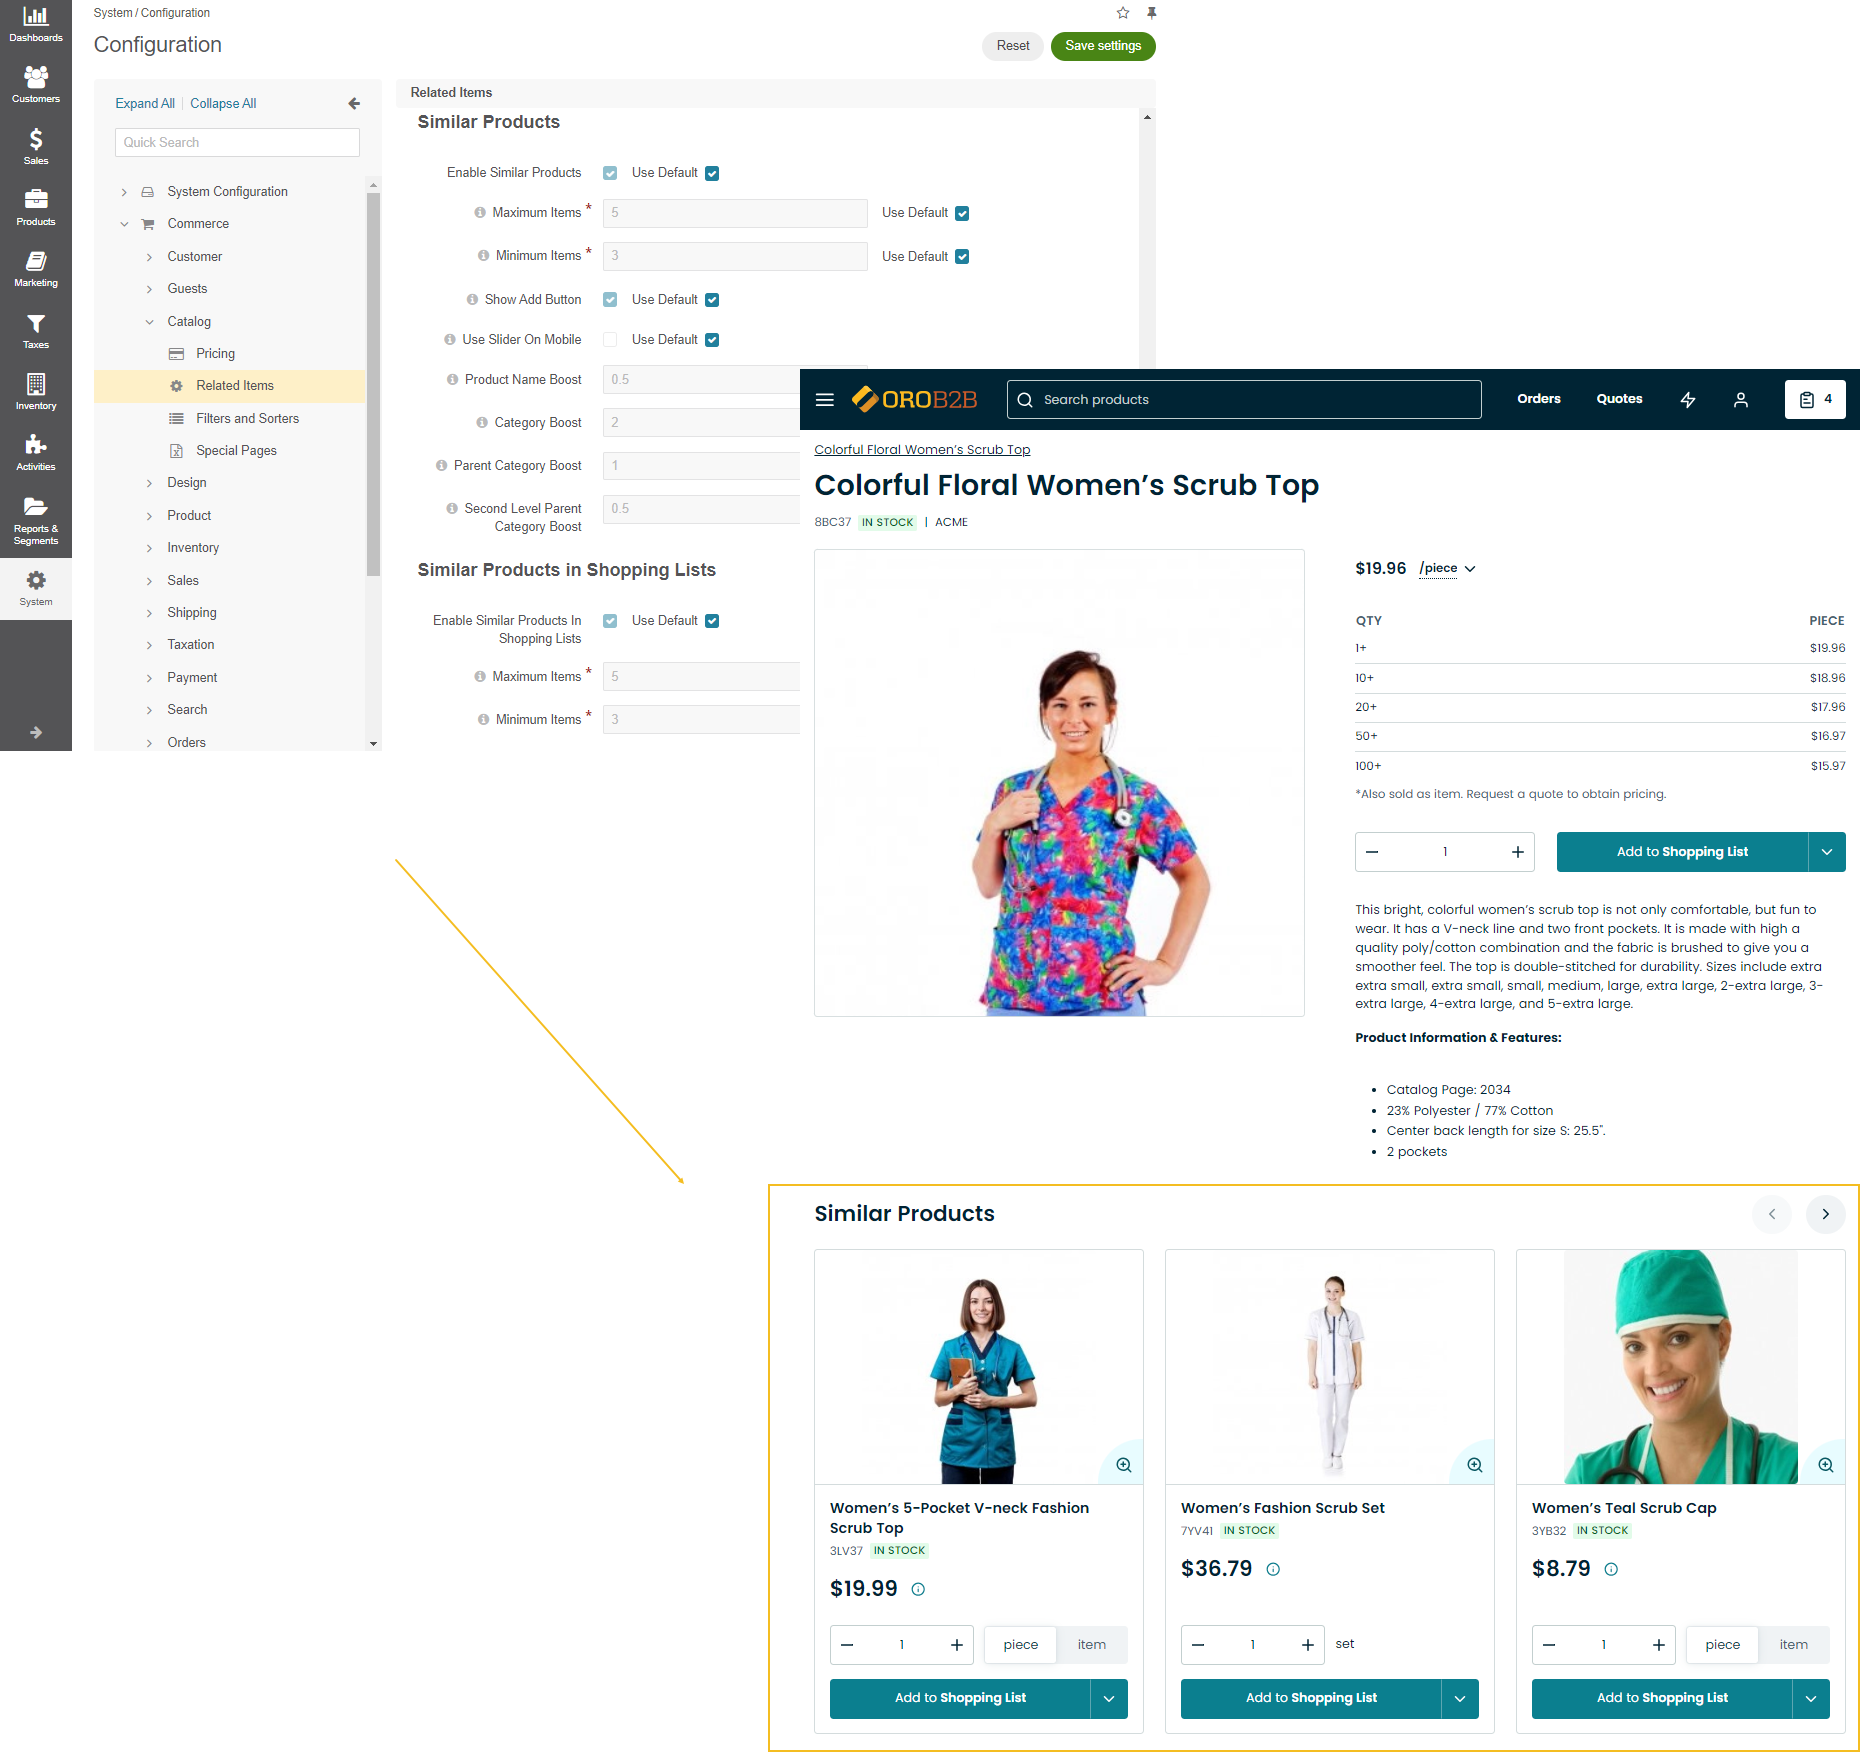 System / Configuration
Configuration
Reset
Save settings
Dashboards
Customers
Sales
Products
Marketing
Taxes
Inventory
Activities
Reports &
Segments
System
Expand All | Collapse All
Quick Search
System Configuration
Commerce
Customer
Guests
Catalog
Pricing
Related Items
Filters and Sorters
Special Pages
Design
Product
Inventory
Sales
Shipping
Taxation
Payment
Search
Orders
Related Items
Similar Products
Enable Similar Products Use Default
Maximum Items * 5 Use Default
Minimum Items * 3 Use Default
Show Add Button Use Default
Use Slider On Mobile Use Default
Product Name Boost 0.5
Category Boost 2
Parent Category Boost 1
Second Level Parent
Category Boost 0.5
Similar Products in Shopping Lists
Enable Similar Products In
Shopping Lists Use Default
Maximum Items * 5
Minimum Items * 3
OROB2B
Search products
Orders
Quotes
4
Colorful Floral Women's Scrub Top
Colorful Floral Women's Scrub Top
8BC37 IN STOCK | ACME
$19.96 /piece
QTY PIECE
1+ $19.96
10+ $18.96
20+ $17.96
50+ $16.97
100+ $15.97
*Also sold as item. Request a quote to obtain pricing.
1
Add to Shopping List
This bright, colorful women's scrub top is not only comfortable, but fun to
wear. It has a V-neck line and two front pockets. It is made with high a
quality poly/cotton combination and the fabric is brushed to give you a
smoother feel. The top is double-stitched for durability. Sizes include extra
extra small, extra small, small, medium, large, extra large, 2-extra large, 3-
extra large, 4-extra large, and 5-extra large.
Product Information & Features:
• Catalog Page: 2034
• 23% Polyester / 77% Cotton
• Center back length for size S: 25.5".
• 2 pockets
Similar Products
Women's 5-Pocket V-neck Fashion
Scrub Top
3LV37 IN STOCK
$19.99
1 piece item
Add to Shopping List
Women's Fashion Scrub Set
7YV41 IN STOCK
$36.79
1 set
Add to Shopping List
Women's Teal Scrub Cap
3YB32 IN STOCK
$8.79
1 piece item
Add to Shopping List